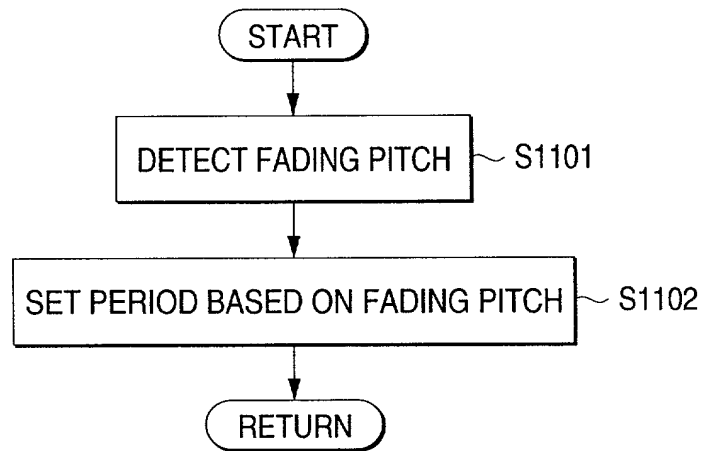 START
DETECT FADING PITCH
S1101
SET PERIOD BASED ON FADING PITCH
S1102
RETURN